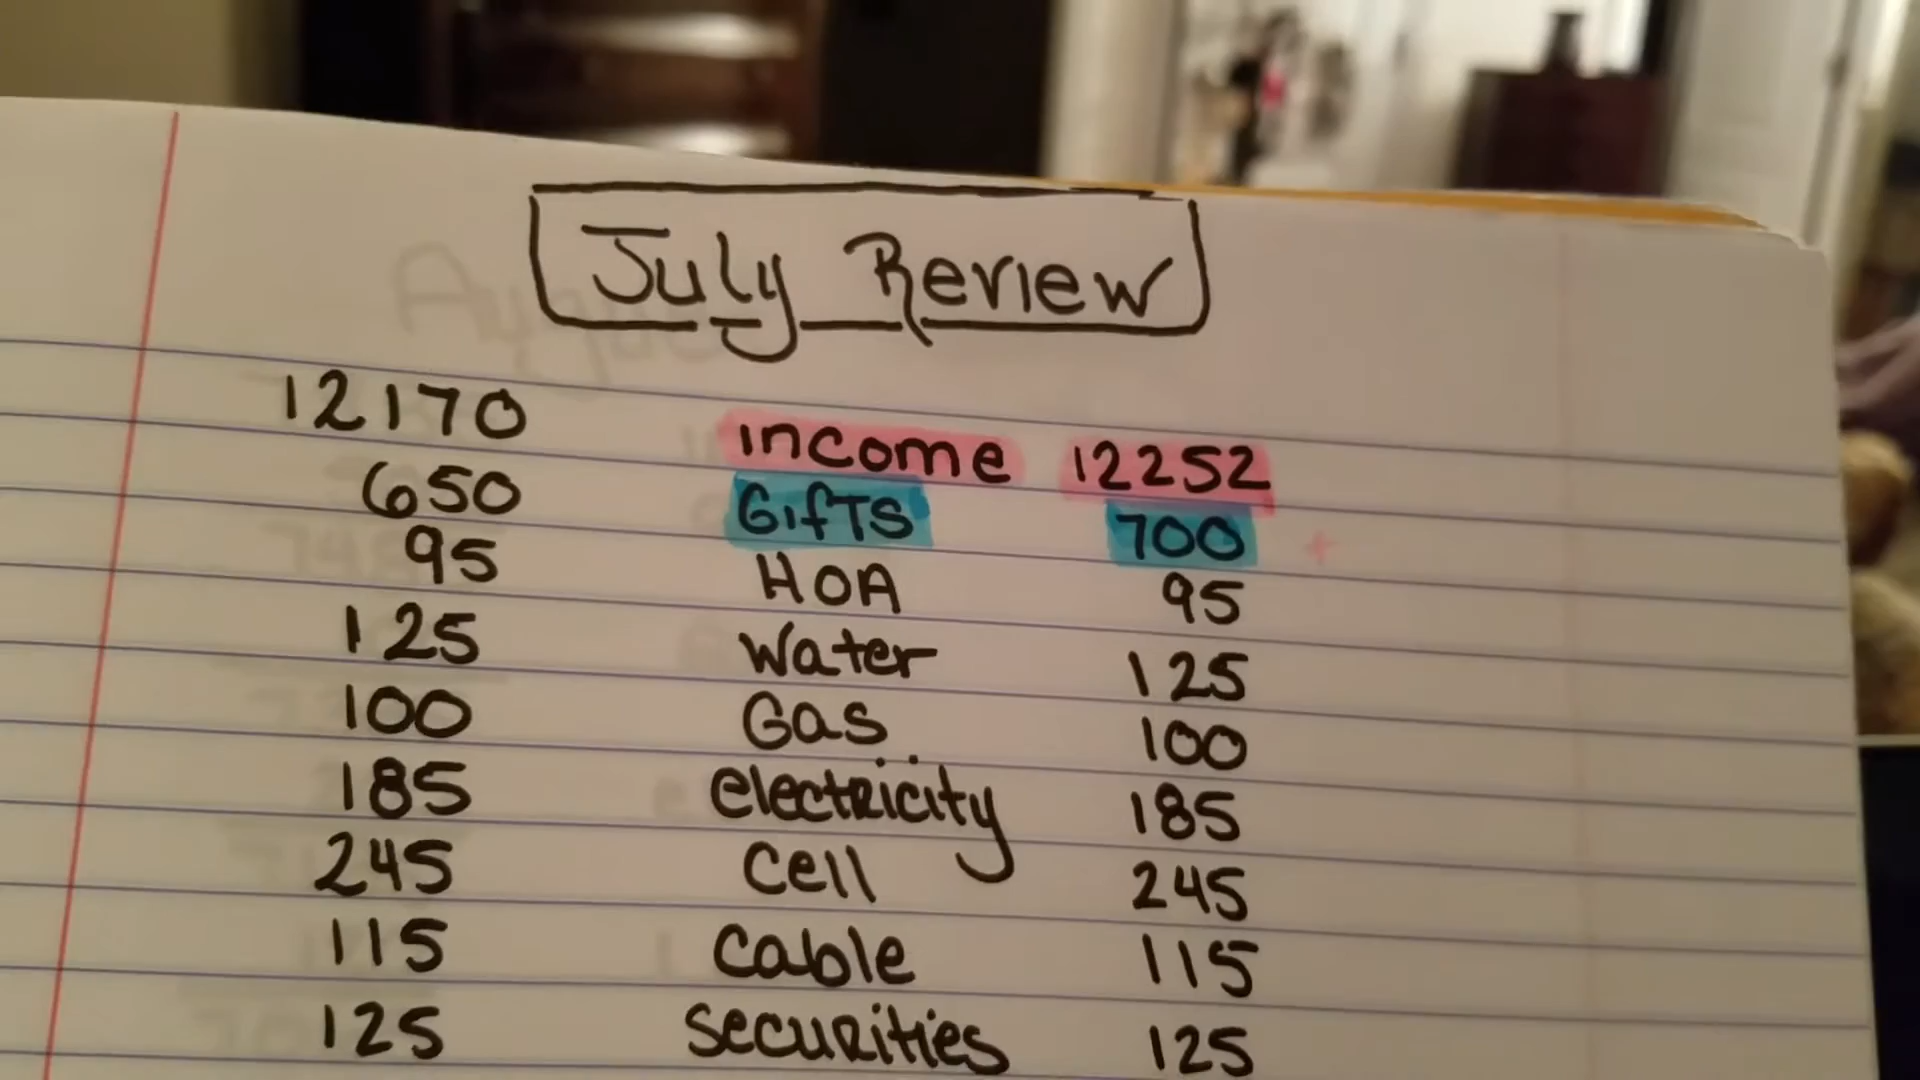 July Review
12170 income 12252
650 Gifts 700 +
95 HOA 95
125 Water 125
100 Gas 100
185 electricity 185
245 Cell 245
115 Cable 115
125 Securities 125